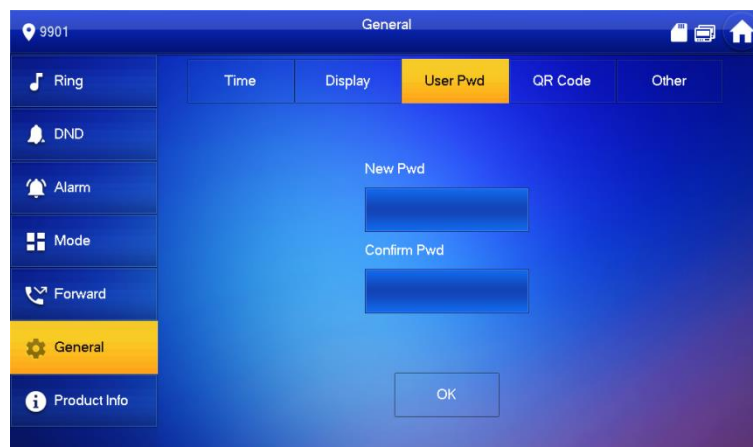 9901
General
Ring
DND
Alarm
Mode
Forward
General
Product Info
Time
Display
User Pwd
QR Code
Other
New Pwd
Confirm Pwd
OK